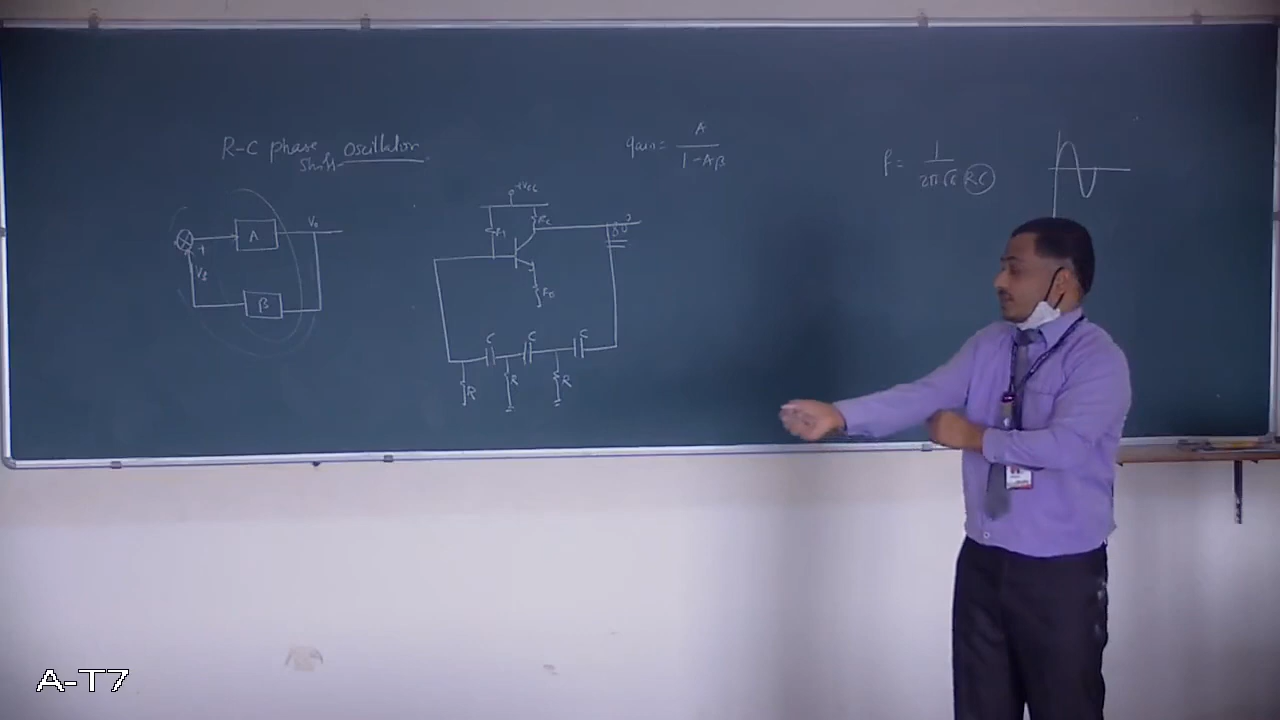 R-C phase
Shift Oscillator
gain = A
1-Aβ
f = 1
2π√6 RC
A
V₀
+
Vf
β
+Vcc
R1
Rc
RE
C
C
C
R
R
R
A-T7